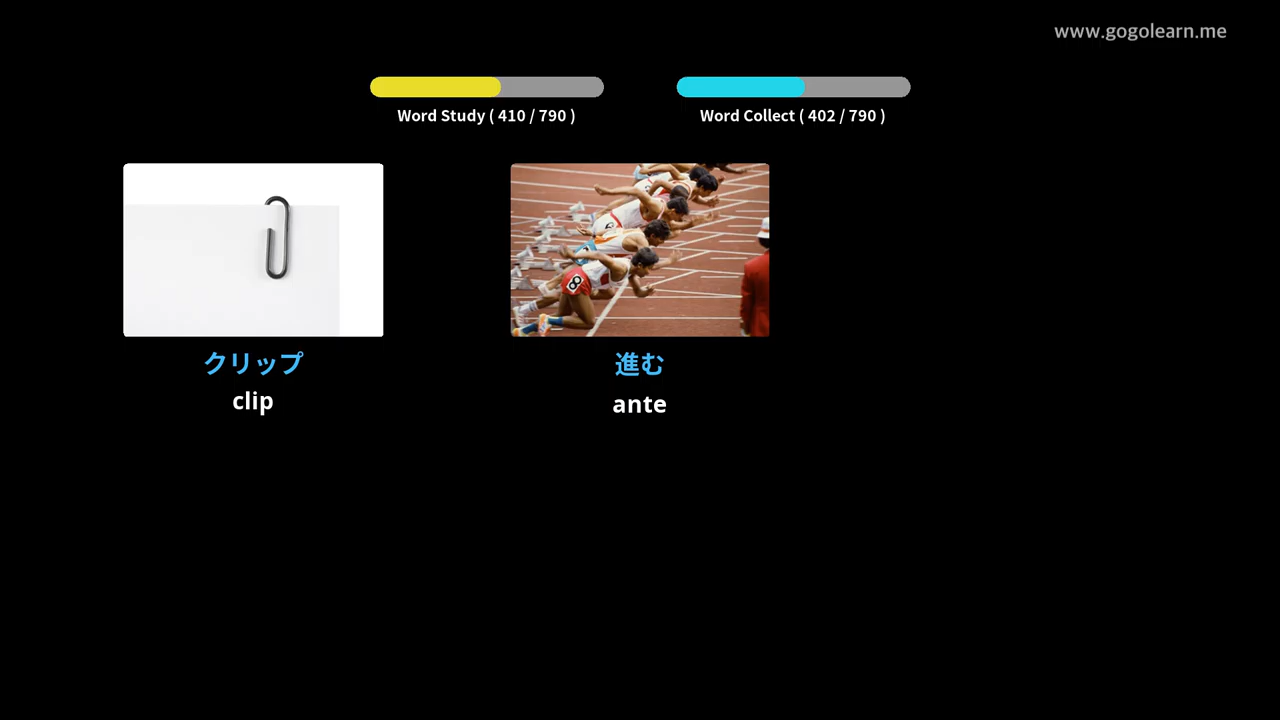 www.gogolearn.me
Word Study ( 410 / 790 )
Word Collect ( 402 / 790 )
8
クリップ
clip
進む
ante